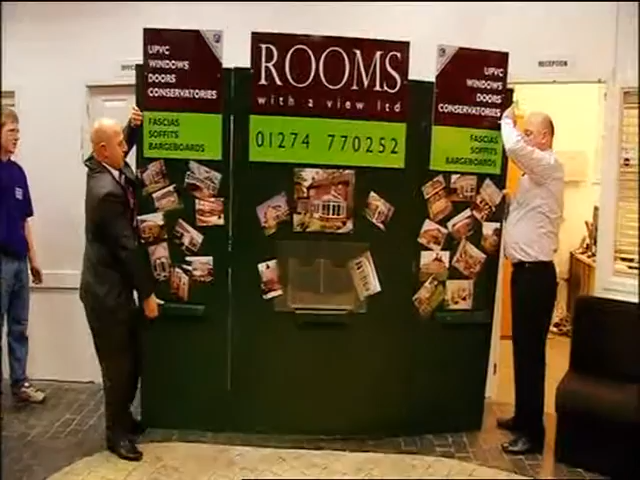 UPVC
WINDOWS
DOORS
CONSERVATORIES
FASCIAS
SOFFITS
BARGEBOARDS
ROOMS
with a view ltd
01274 770252
UPVC
WINDOWS
DOORS
CONSERVATORIES
FASCIAS
SOFFITS
BARGEBOARDS
RECEPTION